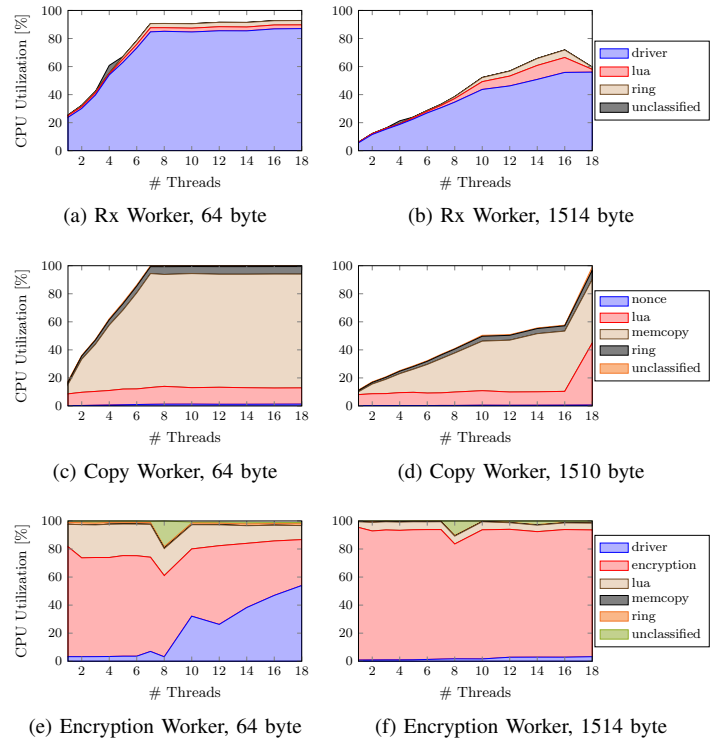 CPU Utilization [%]
100
80
60
40
20
0
2 4 6 8 10 12 14 16 18
# Threads
(a) Rx Worker, 64 byte
100
80
60
40
20
0
2 4 6 8 10 12 14 16 18
# Threads
(b) Rx Worker, 1514 byte
driver
lua
ring
unclassified
CPU Utilization [%]
100
80
60
40
20
0
2 4 6 8 10 12 14 16 18
# Threads
(c) Copy Worker, 64 byte
100
80
60
40
20
0
2 4 6 8 10 12 14 16 18
# Threads
(d) Copy Worker, 1510 byte
nonce
lua
memcopy
ring
unclassified
CPU Utilization [%]
100
80
60
40
20
0
2 4 6 8 10 12 14 16 18
# Threads
(e) Encryption Worker, 64 byte
100
80
60
40
20
0
2 4 6 8 10 12 14 16 18
# Threads
(f) Encryption Worker, 1514 byte
driver
encryption
lua
memcopy
ring
unclassified